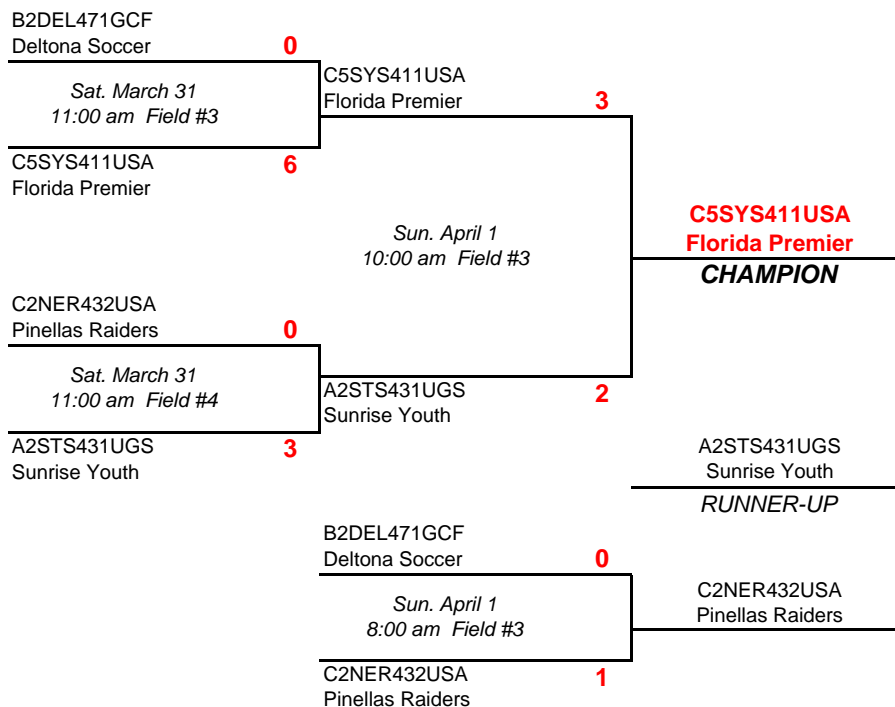 B2DEL471GCF
Deltona Soccer 0
Sat. March 31
11:00 am Field #3
C5SYS411USA 6
Florida Premier
C5SYS411USA
Florida Premier 3
Sun. April 1
10:00 am Field #3
C5SYS411USA
Florida Premier
CHAMPION
C2NER432USA
Pinellas Raiders 0
Sat. March 31
11:00 am Field #4
A2STS431UGS 3
Sunrise Youth
A2STS431UGS 2
Sunrise Youth
A2STS431UGS
Sunrise Youth
RUNNER-UP
B2DEL471GCF
Deltona Soccer 0
Sun. April 1
8:00 am Field #3
C2NER432USA 1
Pinellas Raiders
C2NER432USA
Pinellas Raiders